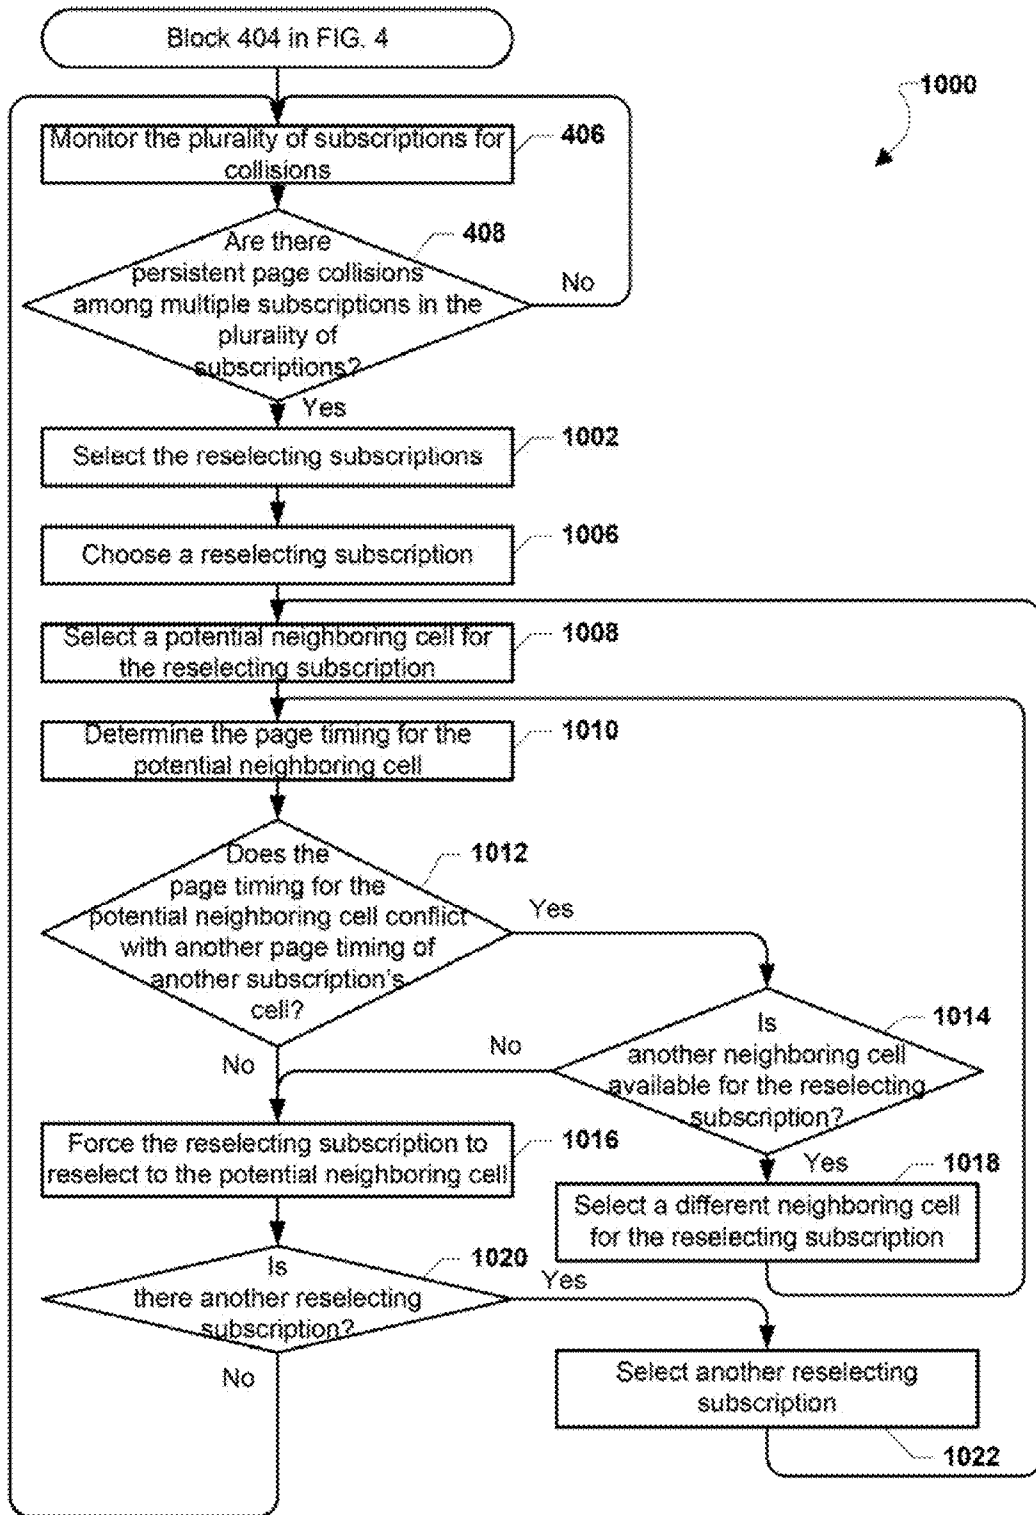 Block 404 in FIG. 4
1000
Monitor the plurality of subscriptions for
collisions
406
Are there
persistent page collisions
among multiple subscriptions in the
plurality of
subscriptions?
408
No
Yes
Select the reselecting subscriptions
1002
Choose a reselecting subscription
1006
Select a potential neighboring cell for
the reselecting subscription
1008
Determine the page timing for the
potential neighboring cell
1010
Does the
page timing for the
potential neighboring cell conflict
with another page timing of
another subscription's
cell?
1012
Yes
No
Is
another neighboring cell
available for the reselecting
subscription?
1014
No
Yes
Force the reselecting subscription to
reselect to the potential neighboring cell
1016
Select a different neighboring cell
for the reselecting subscription
1018
Is
there another reselecting
subscription?
1020
Yes
No
Select another reselecting
subscription
1022